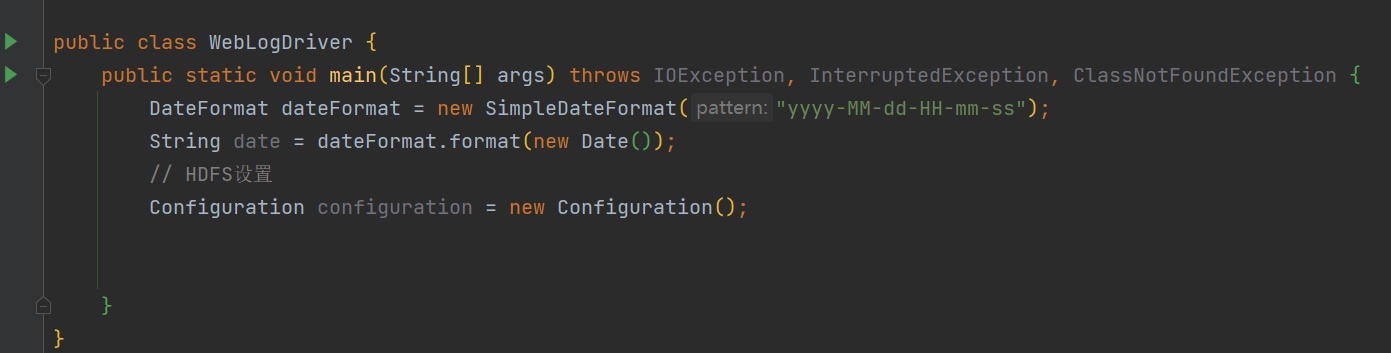 public class WebLogDriver {
    public static void main(String[] args) throws IOException, InterruptedException, ClassNotFoundException {
        DateFormat dateFormat = new SimpleDateFormat( pattern: "yyyy-MM-dd-HH-mm-ss");
        String date = dateFormat.format(new Date());
        // HDFS设置
        Configuration configuration = new Configuration();
    }
}